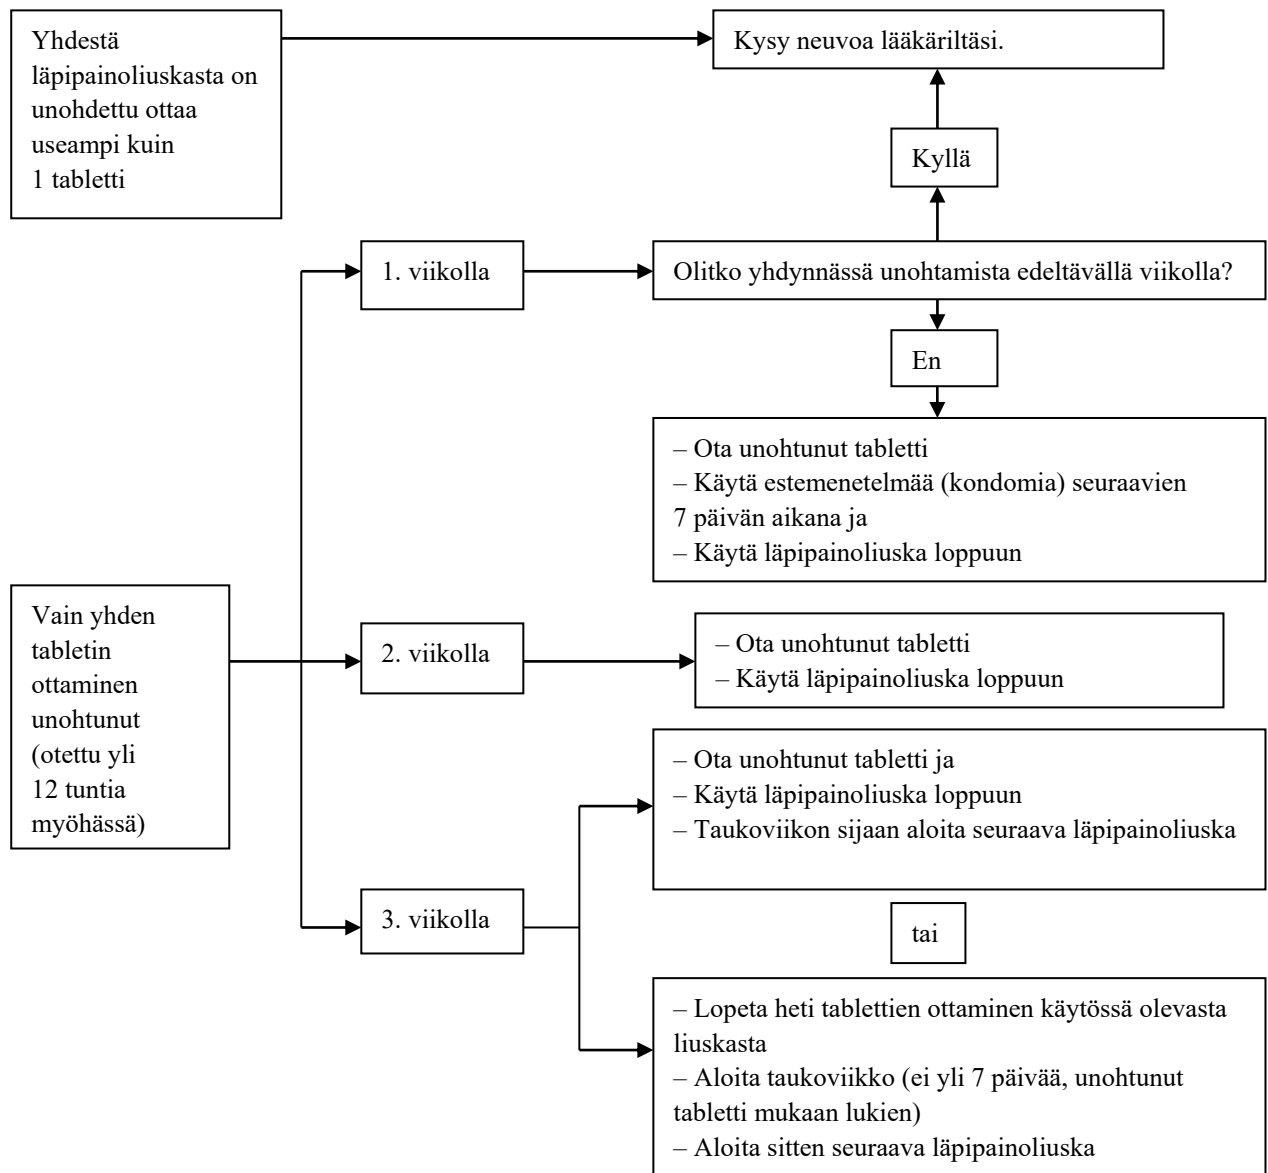 Yhdestä
läpipainoliuskasta on
unohdettu ottaa
useampi kuin
1 tabletti
Kysy neuvoa lääkäriltäsi.
Kyllä
1. viikolla
Olitko yhdynnässä unohtamista edeltävällä viikolla?
En
– Ota unohtunut tabletti
– Käytä estemenetelmää (kondomia) seuraavien
7 päivän aikana ja
– Käytä läpipainoliuska loppuun
Vain yhden
tabletin
ottaminen
unohtunut
(otettu yli
12 tuntia
myöhässä)
2. viikolla
– Ota unohtunut tabletti
– Käytä läpipainoliuska loppuun
3. viikolla
– Ota unohtunut tabletti ja
– Käytä läpipainoliuska loppuun
– Taukoviikon sijaan aloita seuraava läpipainoliuska
tai
– Lopeta heti tablettien ottaminen käytössä olevasta
liuskasta
– Aloita taukoviikko (ei yli 7 päivää, unohtunut
tabletti mukaan lukien)
– Aloita sitten seuraava läpipainoliuska